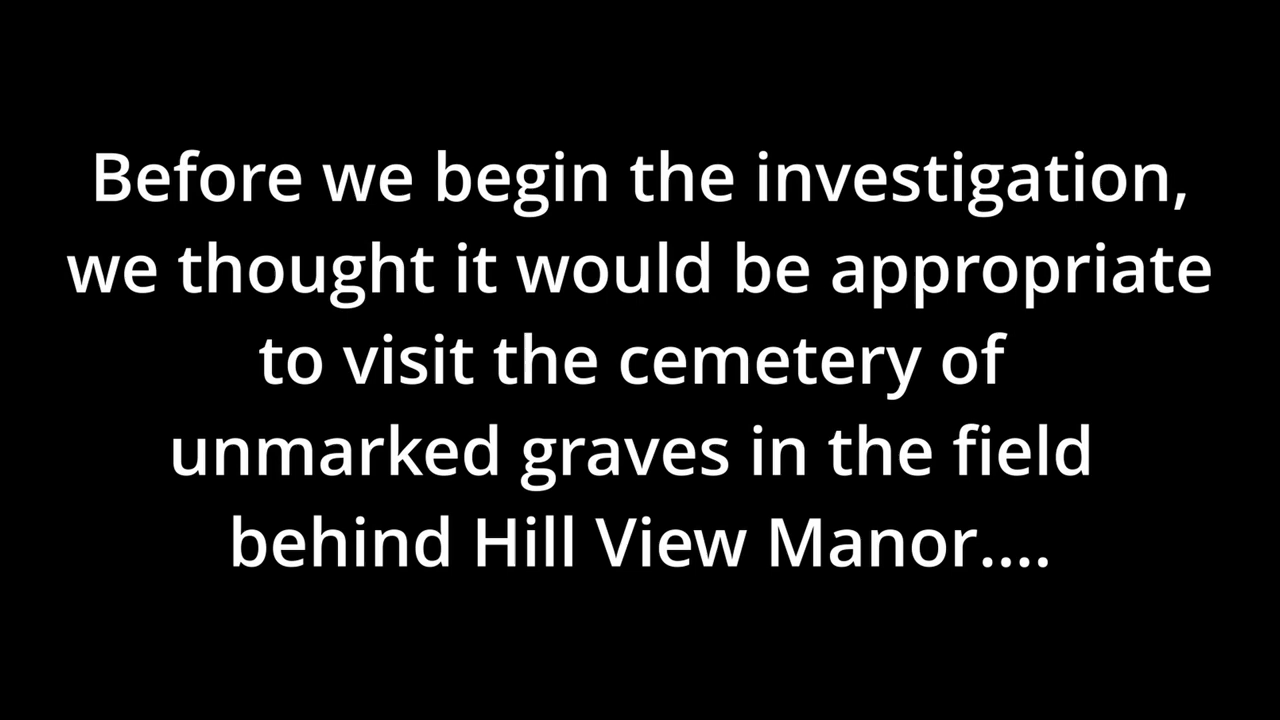 Before we begin the investigation,
we thought it would be appropriate
to visit the cemetery of
unmarked graves in the field
behind Hill View Manor....